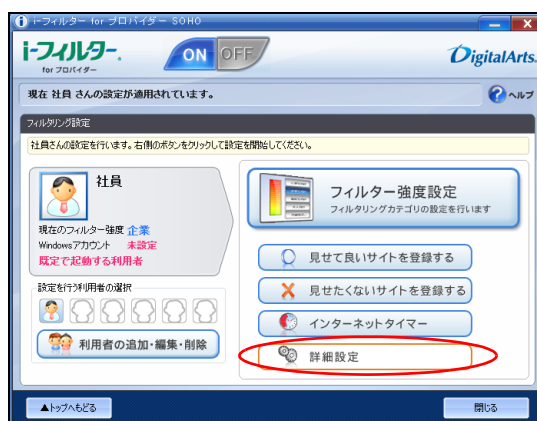 i-フィルター for プロバイダー SOHO
i-フィルター.
for プロバイダー
ON OFF
DigitalArts.
現在 社員 さんの設定が適用されています。
ヘルプ
フィルタリング設定
社員さんの設定を行います。右側のボタンをクリックして設定を開始してください。
社員
現在のフィルター強度 企業
Windowsアカウント 未設定
既定で起動する利用者
設定を行う利用者の選択
利用者の追加・編集・削除
フィルター強度設定
フィルタリングカテゴリの設定を行います
見せて良いサイトを登録する
見せたくないサイトを登録する
インターネットタイマー
詳細設定
▲トップへもどる
閉じる